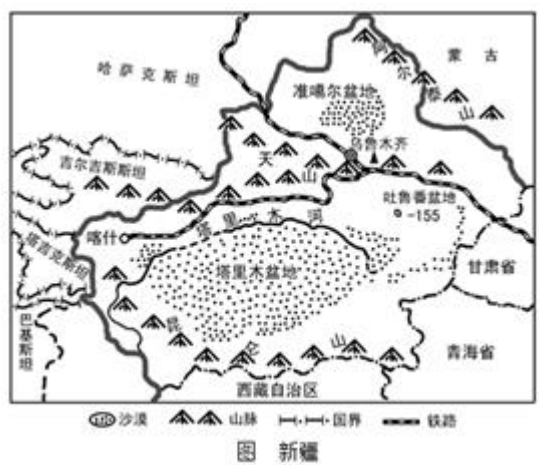 哈萨克斯坦
蒙古
阿尔泰山
准噶尔盆地
乌鲁木齐
天山
吉尔吉斯斯坦
吐鲁番盆地
-155
喀什
塔里木河
塔吉克斯坦
塔里木盆地
甘肃省
巴基斯坦
昆仑山
青海省
西藏自治区
沙漠 山脉 国界 铁路
图 新疆